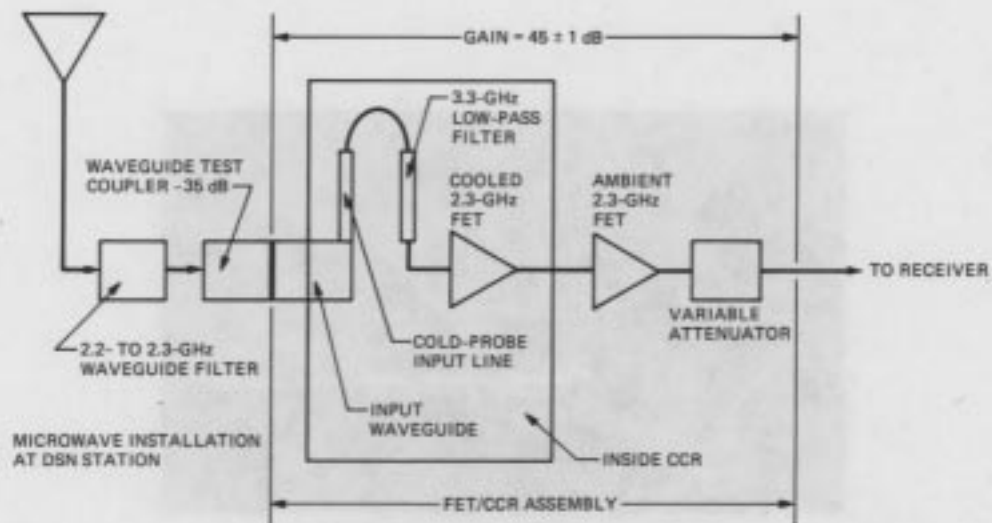 GAIN = 45 ± 1 dB
3.3-GHz
LOW-PASS
FILTER
WAVEGUIDE TEST
COUPLER -35 dB
COOLED
2.3-GHz
FET
AMBIENT
2.3-GHz
FET
TO RECEIVER
VARIABLE
ATTENUATOR
2.2- TO 2.3-GHz
WAVEGUIDE FILTER
COLD-PROBE
INPUT LINE
INPUT
WAVEGUIDE
MICROWAVE INSTALLATION
AT DSN STATION
INSIDE CCR
FET/CCR ASSEMBLY